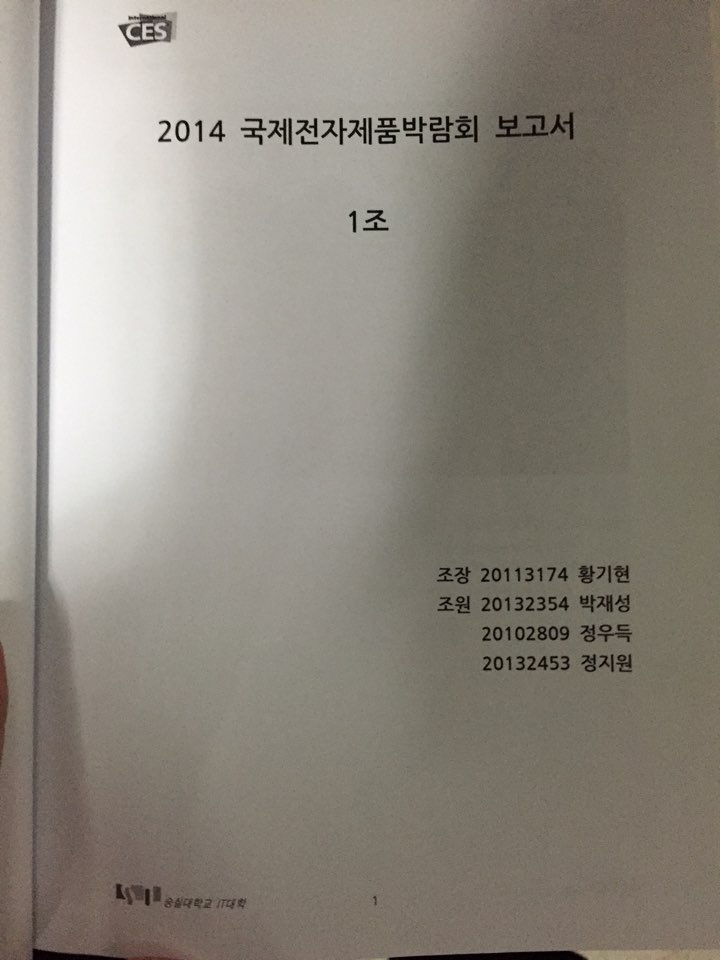 International
CES
2014 국제전자제품박람회 보고서
1조
조장 20113174 황기현
조원 20132354 박재성
20102809 정우득
20132453 정지원
숭실대학교 IT대학
1